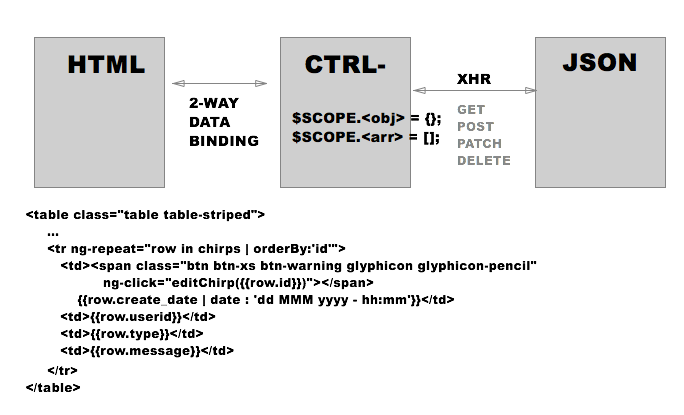 HTML
CTRL-
JSON
2-WAY
DATA
BINDING
$SCOPE.<obj> = {};
$SCOPE.<arr> = [];
XHR
GET
POST
PATCH
DELETE
<table class="table table-striped">
...
<tr ng-repeat="row in chirps | orderBy:'id'">
<td><span class="btn btn-xs btn-warning glyphicon glyphicon-pencil"
ng-click="editChirp({{row.id}})"></span>
{{row.create_date | date : 'dd MMM yyyy - hh:mm'}}</td>
<td>{{row.userid}}</td>
<td>{{row.type}}</td>
<td>{{row.message}}</td>
</tr>
</table>